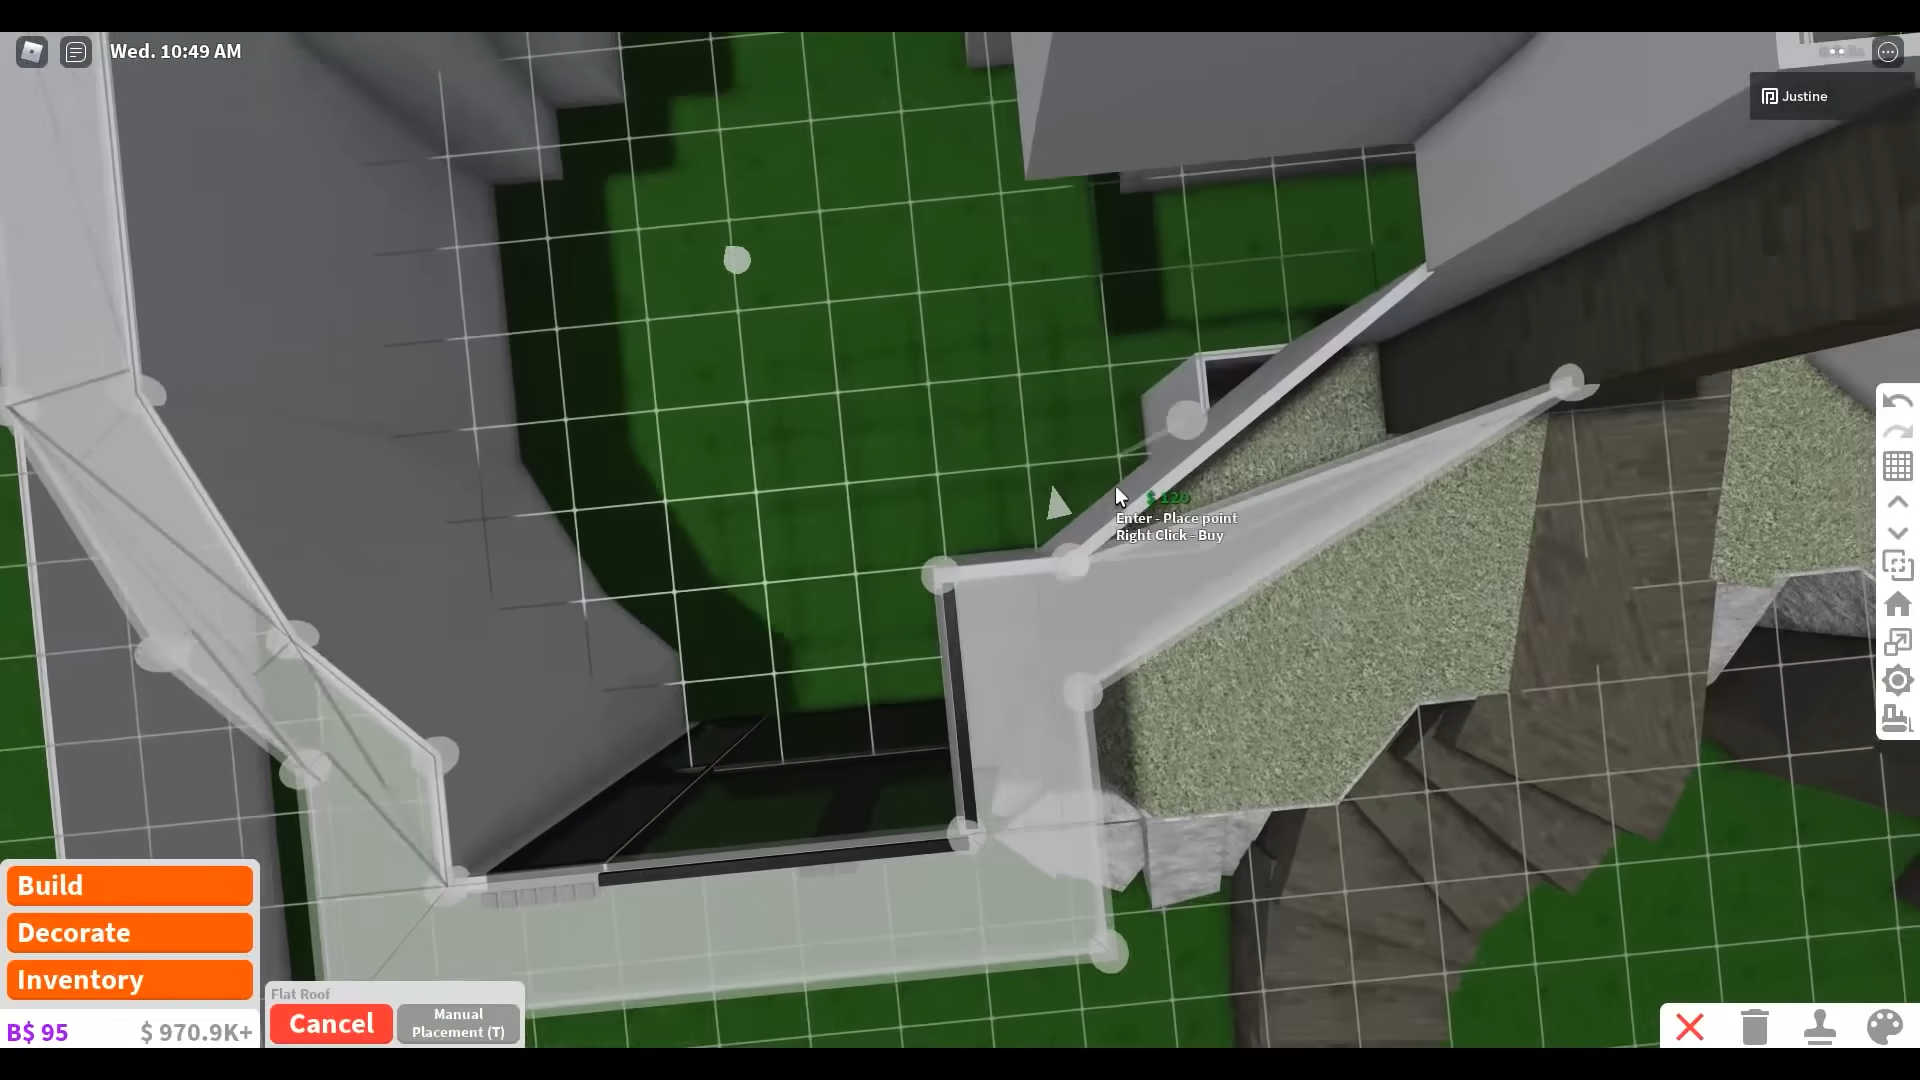 Wed. 10:49 AM
Justine
$ 120
Enter - Place point
Right Click - Buy
Build
Decorate
Inventory
B$ 95
$ 970.9K+
Flat Roof
Cancel
Manual
Placement (T)